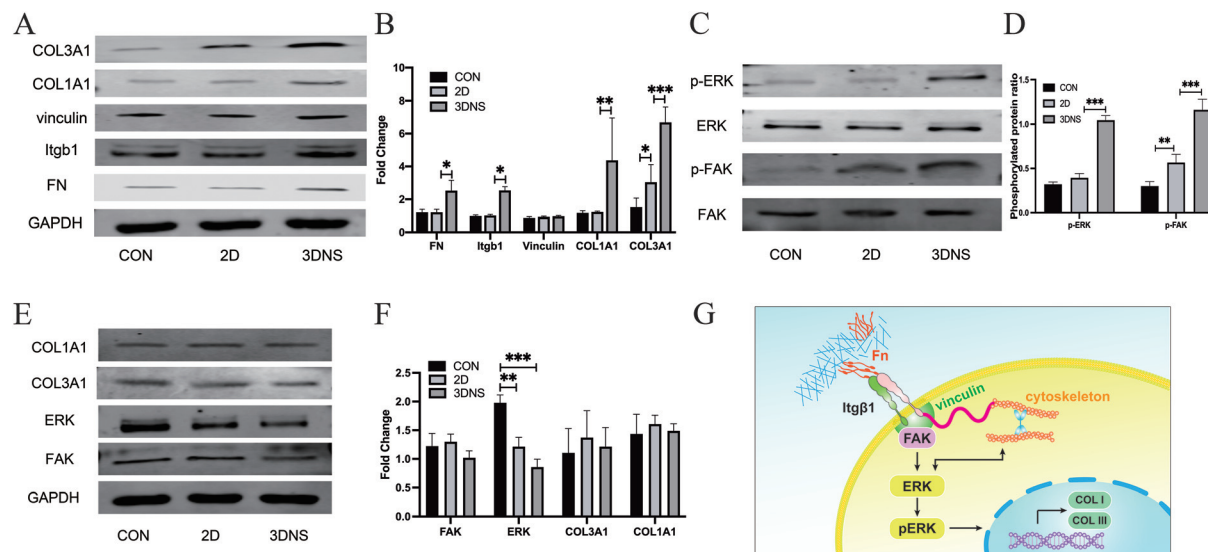 A
COL3A1
COL1A1
vinculin
Itgb1
FN
GAPDH
CON 2D 3DNS
B
Fold Change
10
8
6
4
2
0
CON
2D
3DNS
*
*
**
*
***
FN Itgb1 Vinculin COL1A1 COL3A1
C
p-ERK
ERK
p-FAK
FAK
CON 2D 3DNS
D
Phosphorylated protein ratio
1.5
1.0
0.5
0.0
CON
2D
3DNS
***
**
***
p-ERK p-FAK
E
COL1A1
COL3A1
ERK
FAK
GAPDH
CON 2D 3DNS
F
Fold Change
2.5
2.0
1.5
1.0
0.5
0.0
CON
2D
3DNS
***
**
FAK ERK COL3A1 COL1A1
G
Fn
Itgβ1
vinculin
cytoskeleton
FAK
ERK
pERK
COL I
COL III